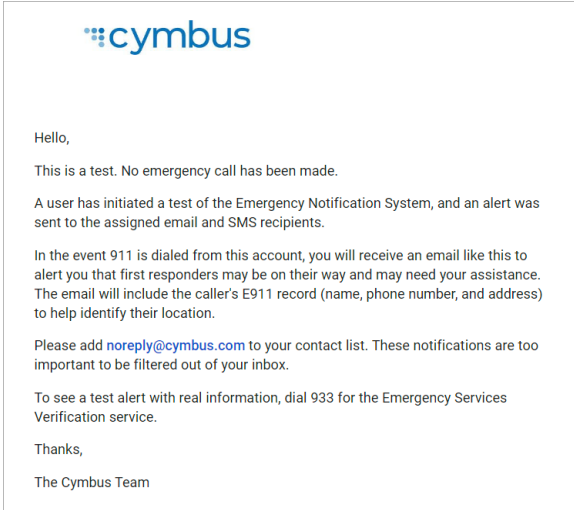 cymbus
Hello,
This is a test. No emergency call has been made.
A user has initiated a test of the Emergency Notification System, and an alert was
sent to the assigned email and SMS recipients.
In the event 911 is dialed from this account, you will receive an email like this to
alert you that first responders may be on their way and may need your assistance.
The email will include the caller's E911 record (name, phone number, and address)
to help identify their location.
Please add noreply@cymbus.com to your contact list. These notifications are too
important to be filtered out of your inbox.
To see a test alert with real information, dial 933 for the Emergency Services
Verification service.
Thanks,
The Cymbus Team